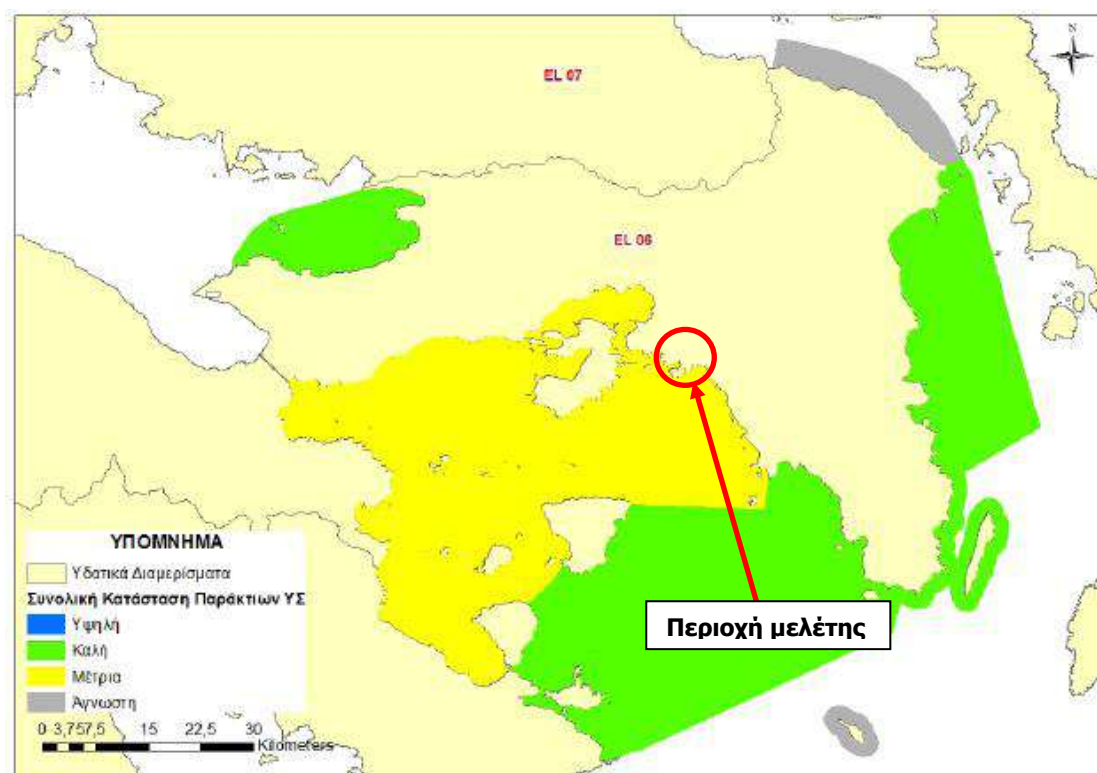 N
EL 07
EL 06
Περιοχή μελέτης
ΥΠΟΜΝΗΜΑ
Υδατικά Διαμερίσματα
Συνολική Κατάσταση Παράκτιων ΥΣ
Υψηλή
Καλή
Μέτρια
Άγνωστη
0 3,757,5 15 22,5 30
Kilometers